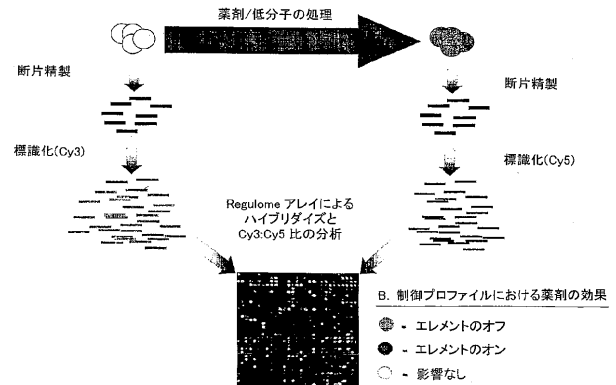 薬剤/低分子の処理
断片精製
断片精製
標識化(Cy3)
標識化(Cy5)
Regulome アレイによる
ハイブリダイズと
Cy3:Cy5 比の分析
B. 制御プロファイルにおける薬剤の効果
- エレメントのオフ
- エレメントのオン
- 影響なし